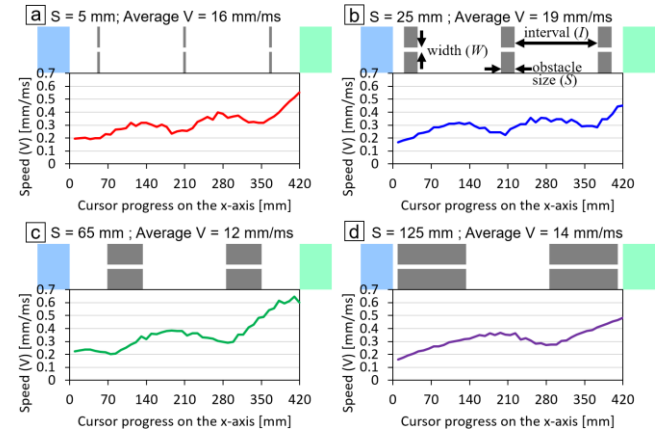 a S = 5 mm ; Average V = 16 mm/ms
0.7
0.6
0.5
0.4
0.3
0.2
0.1
0
Speed (V) [mm/ms]
0 70 140 210 280 350 420
Cursor progress on the x-axis [mm]
b S = 25 mm ; Average V = 19 mm/ms
width (W)
interval (I)
obstacle
size (S)
0.7
0.6
0.5
0.4
0.3
0.2
0.1
0
Speed (V) [mm/ms]
0 70 140 210 280 350 420
Cursor progress on the x-axis [mm]
c S = 65 mm ; Average V = 12 mm/ms
0.7
0.6
0.5
0.4
0.3
0.2
0.1
0
Speed (V) [mm/ms]
0 70 140 210 280 350 420
Cursor progress on the x-axis [mm]
d S = 125 mm ; Average V = 14 mm/ms
0.7
0.6
0.5
0.4
0.3
0.2
0.1
0
Speed (V) [mm/ms]
0 70 140 210 280 350 420
Cursor progress on the x-axis [mm]